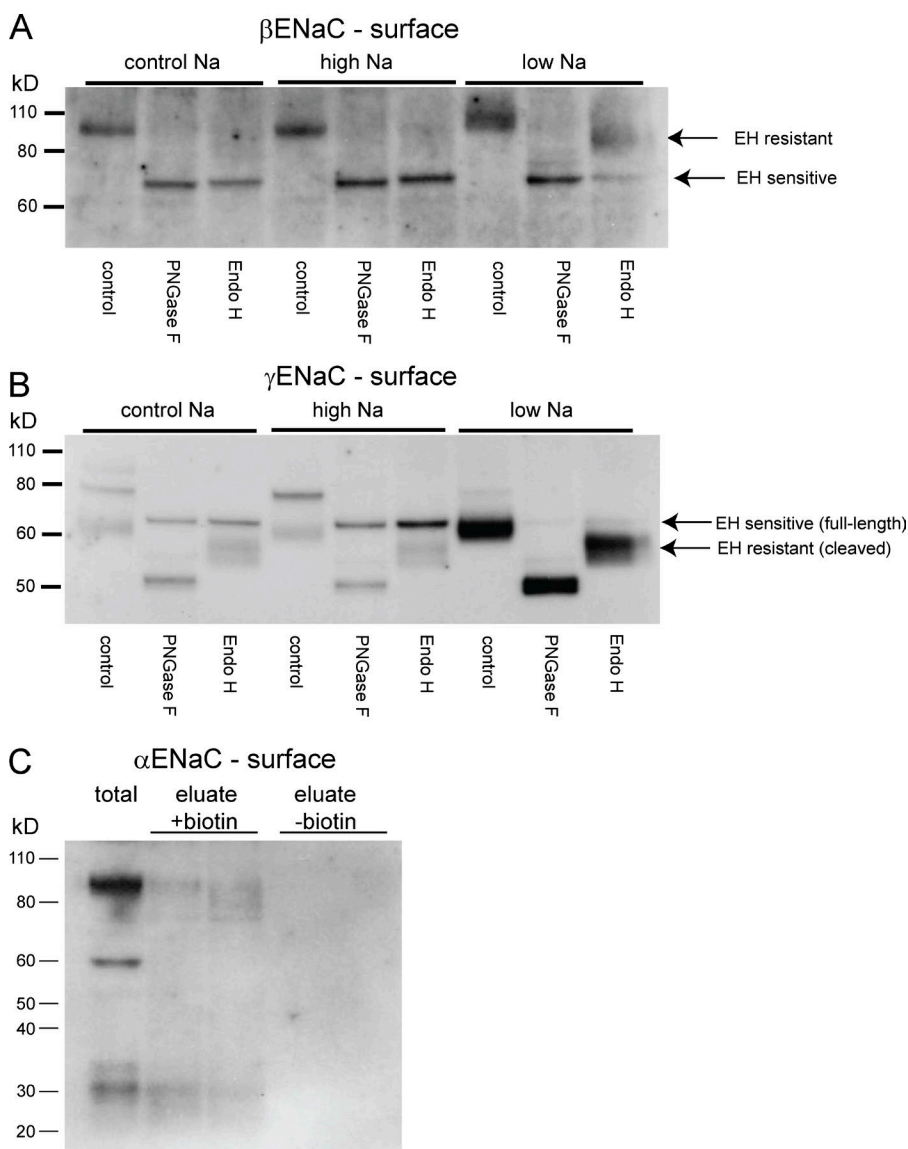 A
βENaC - surface
control Na high Na low Na
kD
110
80
60
EH resistant
EH sensitive
control PNGase F Endo H control PNGase F Endo H control PNGase F Endo H
B
γENaC - surface
control Na high Na low Na
kD
110
80
60
50
EH sensitive (full-length)
EH resistant (cleaved)
control PNGase F Endo H control PNGase F Endo H control PNGase F Endo H
C
αENaC - surface
total eluate eluate
+biotin -biotin
kD
110
80
60
50
40
30
20